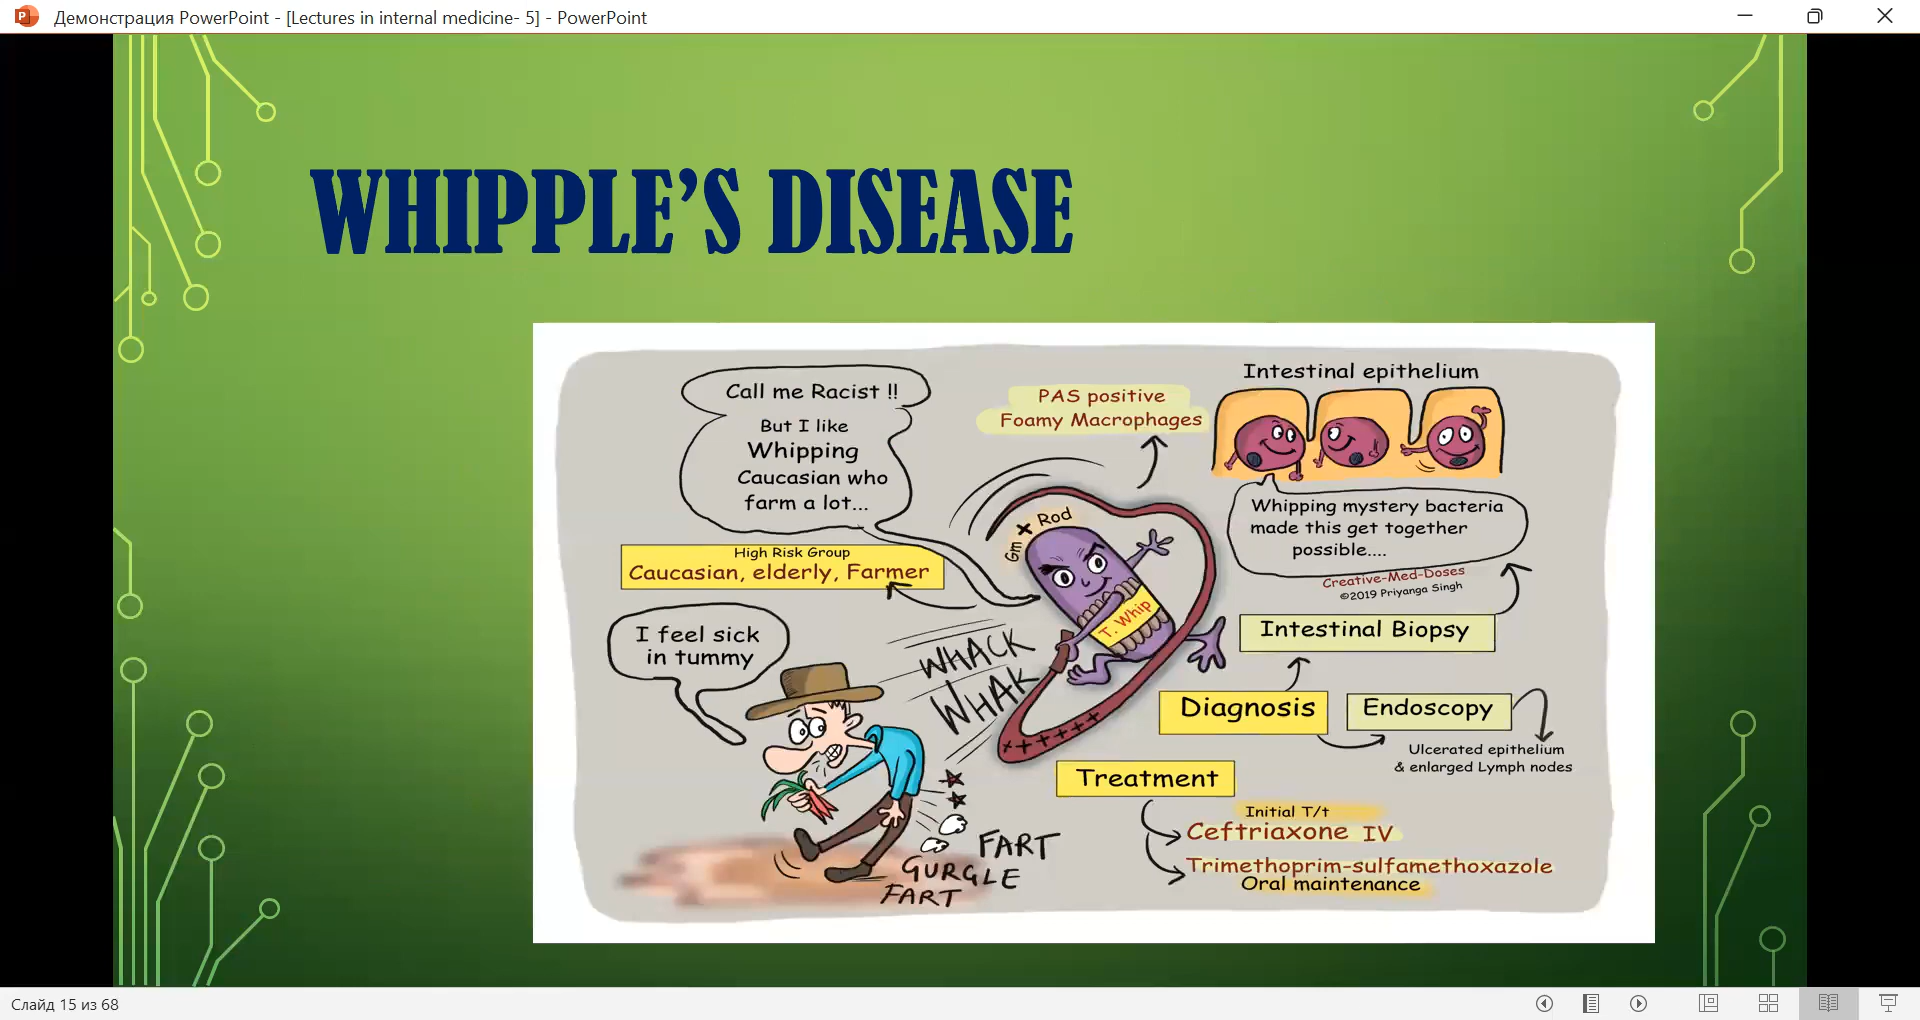 Демонстрация PowerPoint - [Lectures in internal medicine- 5] - PowerPoint
WHIPPLE’S DISEASE
Call me Racist !!
But I like
Whipping
Caucasian who
farm a lot...
PAS positive
Foamy Macrophages
Intestinal epithelium
Whipping mystery bacteria
made this get together
possible....
Creative-Med-Doses
©2019 Priyanga Singh
Gm + Rod
T. Whip
High Risk Group
Caucasian, elderly, Farmer
I feel sick
in tummy
WHACK
WHAK
Intestinal Biopsy
Diagnosis
Endoscopy
Ulcerated epithelium
& enlarged Lymph nodes
Treatment
Initial T/t
Ceftriaxone IV
Trimethoprim-sulfamethoxazole
Oral maintenance
FART
GURGLE
FART
Слайд 15 из 68